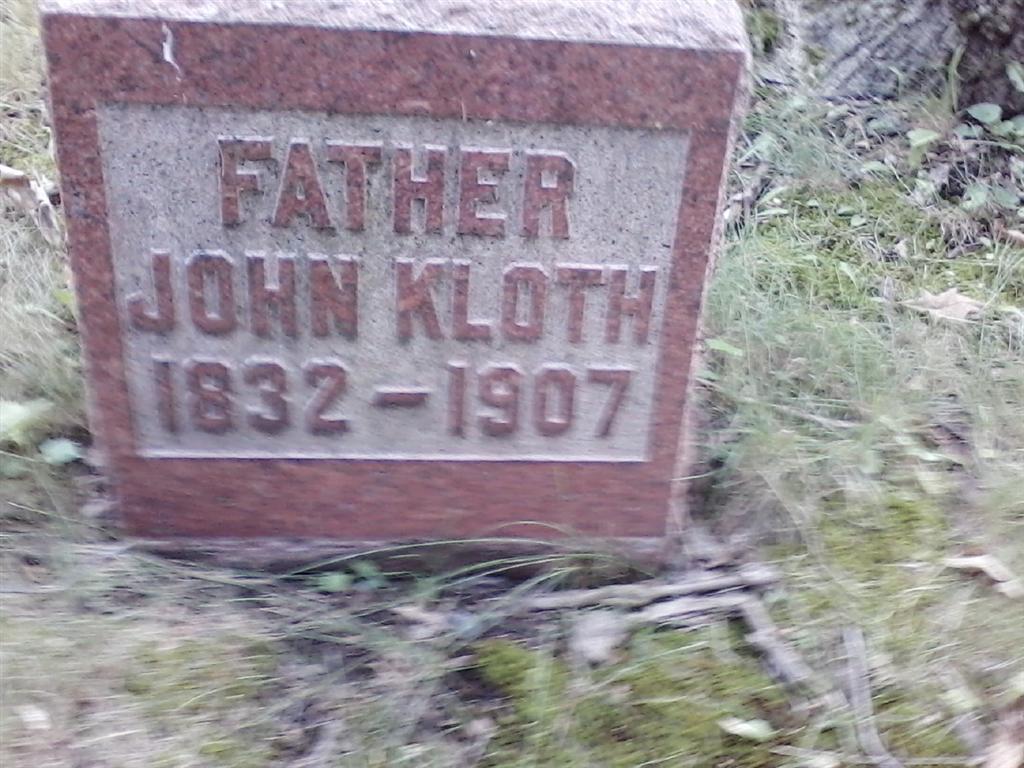 FATHER
JOHN KLOTH
1832-1907